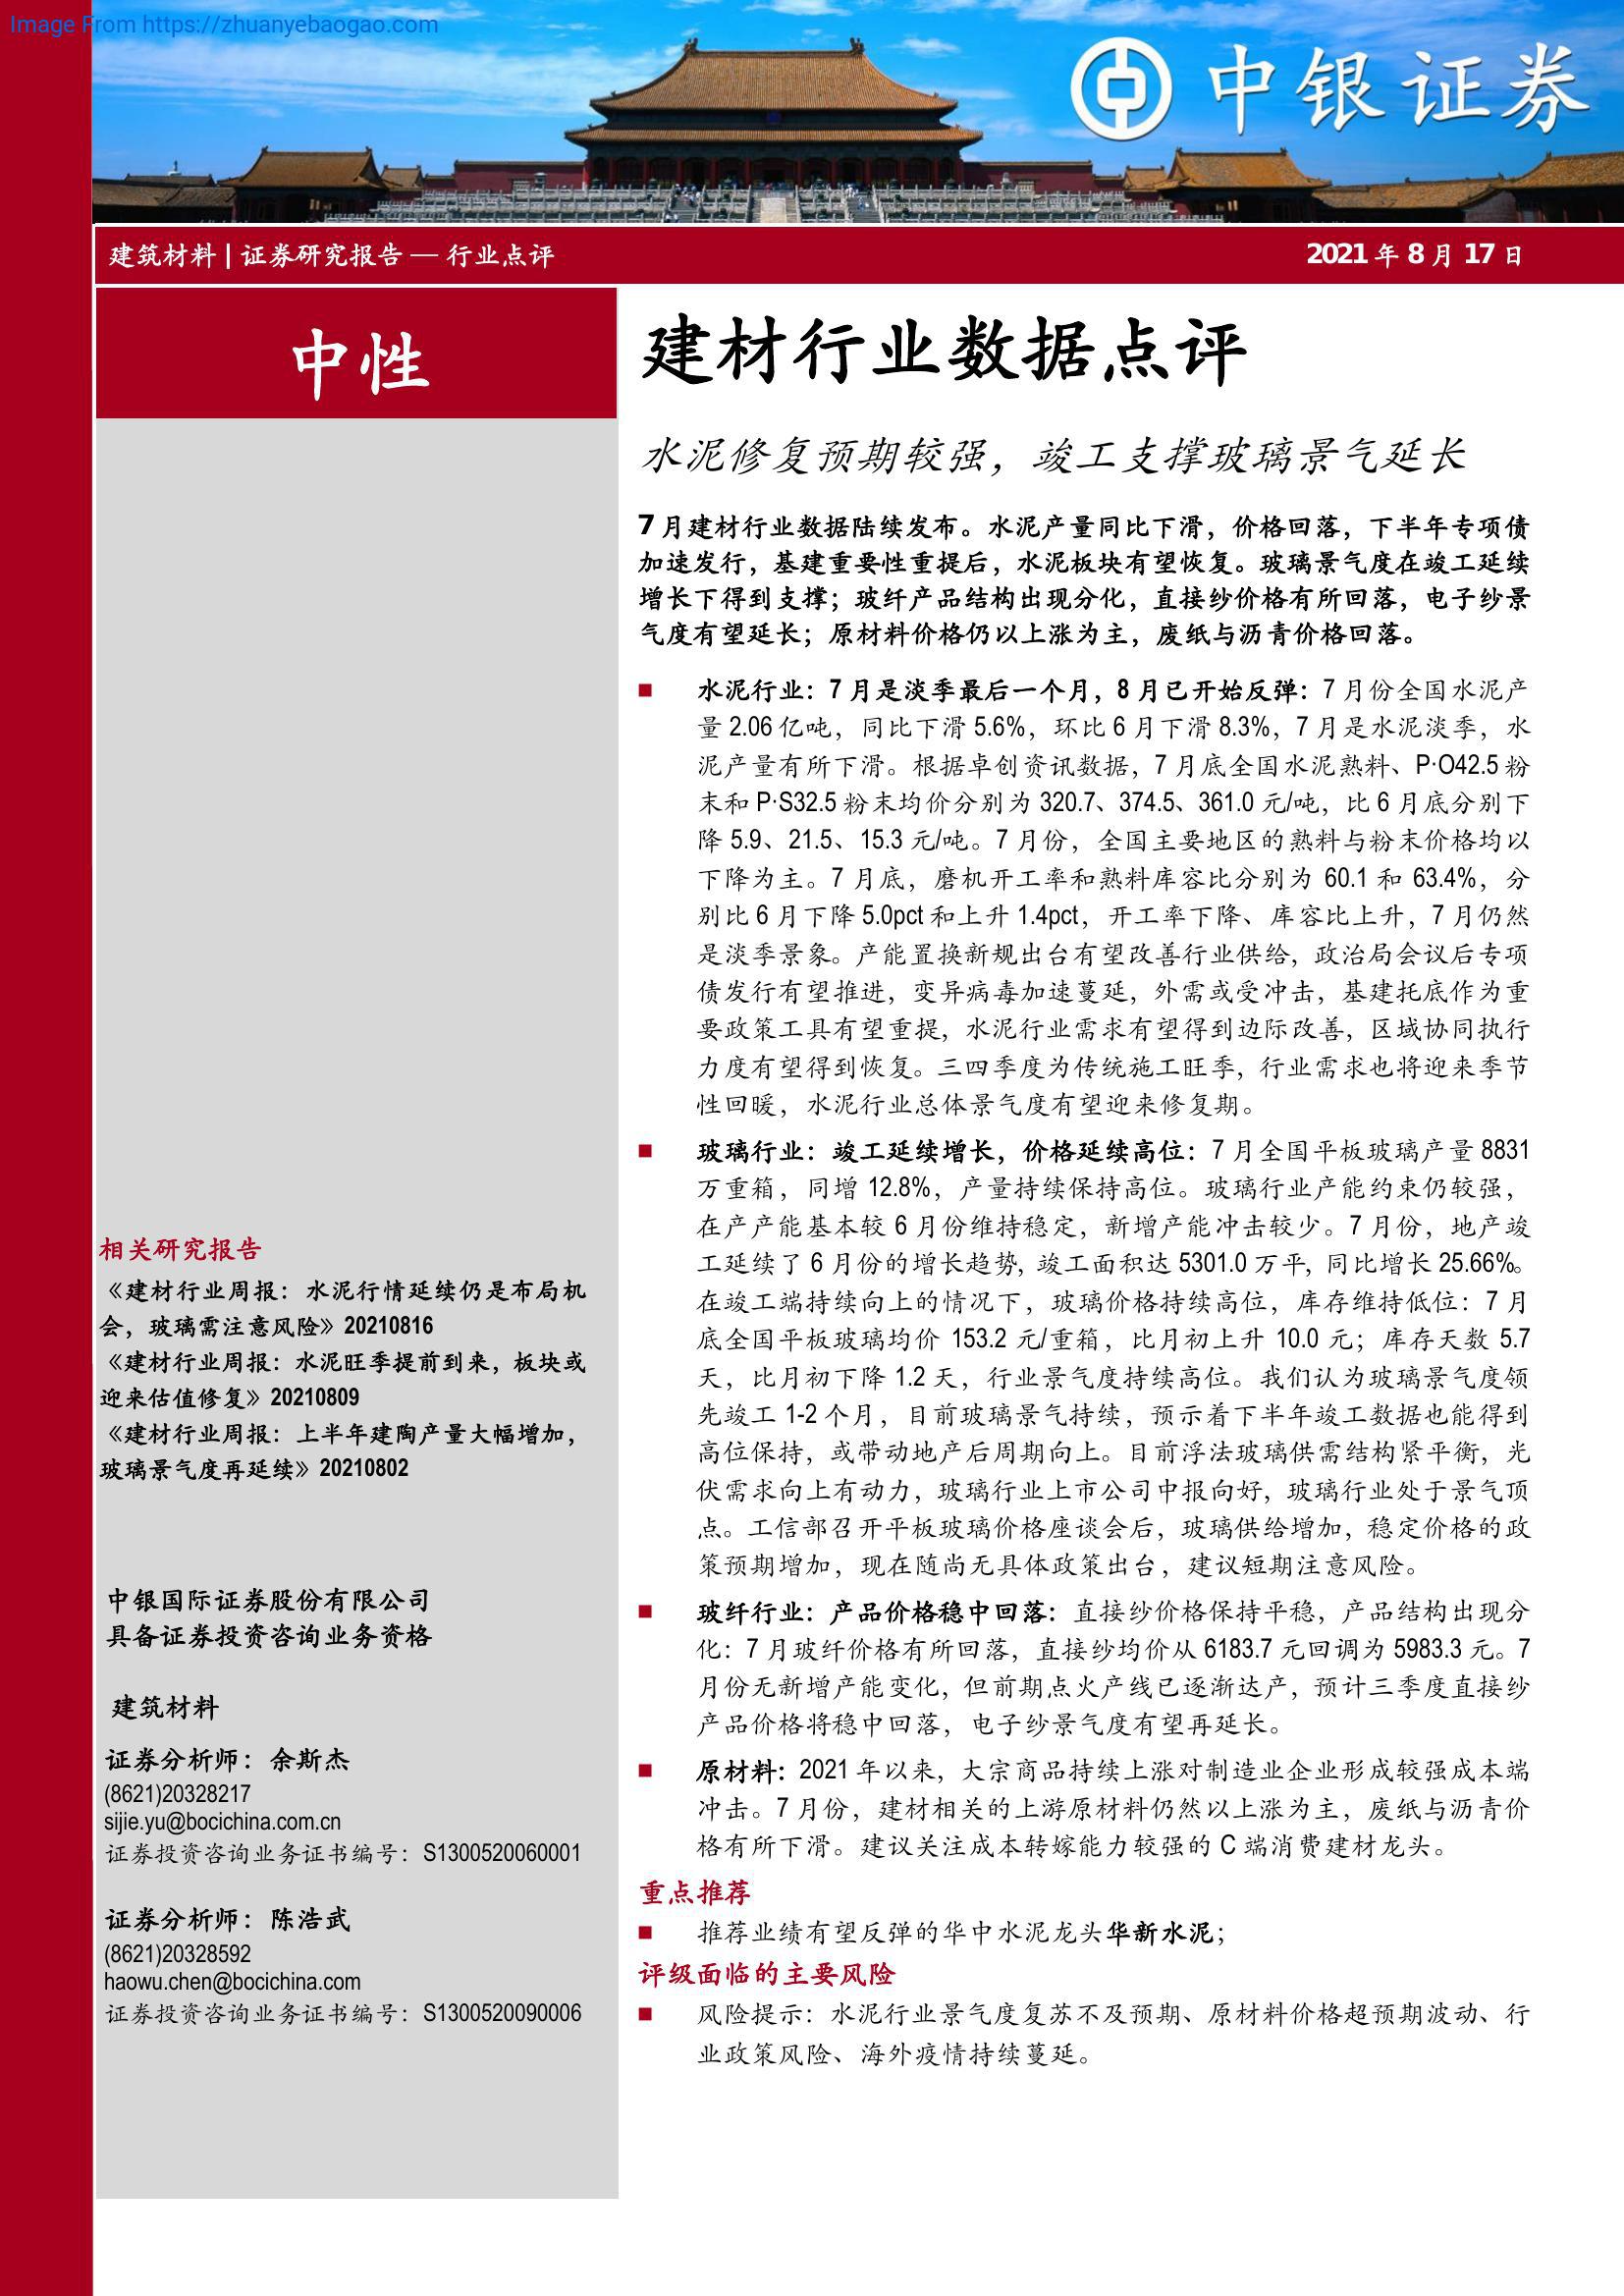 Image From https://zhuanyebaogao.com
中银证券
建筑材料 | 证券研究报告 — 行业点评
2021 年 8 月 17 日
中性
建材行业数据点评
水泥修复预期较强，竣工支撑玻璃景气延长
7 月建材行业数据陆续发布。水泥产量同比下滑，价格回落，下半年专项债
加速发行，基建重要性重提后，水泥板块有望恢复。玻璃景气度在竣工延续
增长下得到支撑；玻纤产品结构出现分化，直接纱价格有所回落，电子纱景
气度有望延长；原材料价格仍以上涨为主，废纸与沥青价格回落。
■ 水泥行业：7 月是淡季最后一个月，8 月已开始反弹：7 月份全国水泥产
量 2.06 亿吨，同比下滑 5.6%，环比 6 月下滑 8.3%，7 月是水泥淡季，水
泥产量有所下滑。根据卓创资讯数据，7 月底全国水泥熟料、P·O42.5 粉
末和 P·S32.5 粉末均价分别为 320.7、374.5、361.0 元/吨，比 6 月底分别下
降 5.9、21.5、15.3 元/吨。7 月份，全国主要地区的熟料与粉末价格均以
下降为主。7 月底，磨机开工率和熟料库容比分别为 60.1 和 63.4%，分
别比 6 月下降 5.0pct 和上升 1.4pct，开工率下降、库容比上升，7 月仍然
是淡季景象。产能置换新规出台有望改善行业供给，政治局会议后专项
债发行有望推进，变异病毒加速蔓延，外需或受冲击，基建托底作为重
要政策工具有望重提，水泥行业需求有望得到边际改善，区域协同执行
力度有望得到恢复。三四季度为传统施工旺季，行业需求也将迎来季节
性回暖，水泥行业总体景气度有望迎来修复期。
■ 玻璃行业：竣工延续增长，价格延续高位：7 月全国平板玻璃产量 8831
万重箱，同增 12.8%，产量持续保持高位。玻璃行业产能约束仍较强，
在产产能基本较 6 月份维持稳定，新增产能冲击较少。7 月份，地产竣
工延续了 6 月份的增长趋势，竣工面积达 5301.0 万平，同比增长 25.66%。
在竣工端持续向上的情况下，玻璃价格持续高位，库存维持低位：7 月
底全国平板玻璃均价 153.2 元/重箱，比月初上升 10.0 元；库存天数 5.7
天，比月初下降 1.2 天，行业景气度持续高位。我们认为玻璃景气度领
先竣工 1-2 个月，目前玻璃景气持续，预示着下半年竣工数据也能得到
高位保持，或带动地产后周期向上。目前浮法玻璃供需结构紧平衡，光
伏需求向上有动力，玻璃行业上市公司中报向好，玻璃行业处于景气顶
点。工信部召开平板玻璃价格座谈会后，玻璃供给增加，稳定价格的政
策预期增加，现在随尚无具体政策出台，建议短期注意风险。
■ 玻纤行业：产品价格稳中回落：直接纱价格保持平稳，产品结构出现分
化：7 月玻纤价格有所回落，直接纱均价从 6183.7 元回调为 5983.3 元。7
月份无新增产能变化，但前期点火产线已逐渐达产，预计三季度直接纱
产品价格将稳中回落，电子纱景气度有望再延长。
■ 原材料：2021 年以来，大宗商品持续上涨对制造业企业形成较强成本端
冲击。7 月份，建材相关的上游原材料仍然以上涨为主，废纸与沥青价
格有所下滑。建议关注成本转嫁能力较强的 C 端消费建材龙头。
重点推荐
■ 推荐业绩有望反弹的华中水泥龙头华新水泥；
评级面临的主要风险
■ 风险提示：水泥行业景气度复苏不及预期、原材料价格超预期波动、行
业政策风险、海外疫情持续蔓延。
相关研究报告
《建材行业周报：水泥行情延续仍是布局机
会，玻璃需注意风险》20210816
《建材行业周报：水泥旺季提前到来，板块或
迎来估值修复》20210809
《建材行业周报：上半年建陶产量大幅增加，
玻璃景气度再延续》20210802
中银国际证券股份有限公司
具备证券投资咨询业务资格
建筑材料
证券分析师：余斯杰
(8621)20328217
sijie.yu@bocichina.com.cn
证券投资咨询业务证书编号：S1300520060001
证券分析师：陈浩武
(8621)20328592
haowu.chen@bocichina.com
证券投资咨询业务证书编号：S1300520090006